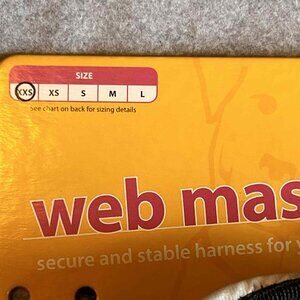 SIZE
XXS XS S M L
See chart on back for sizing details
web mas
secure and stable harness for